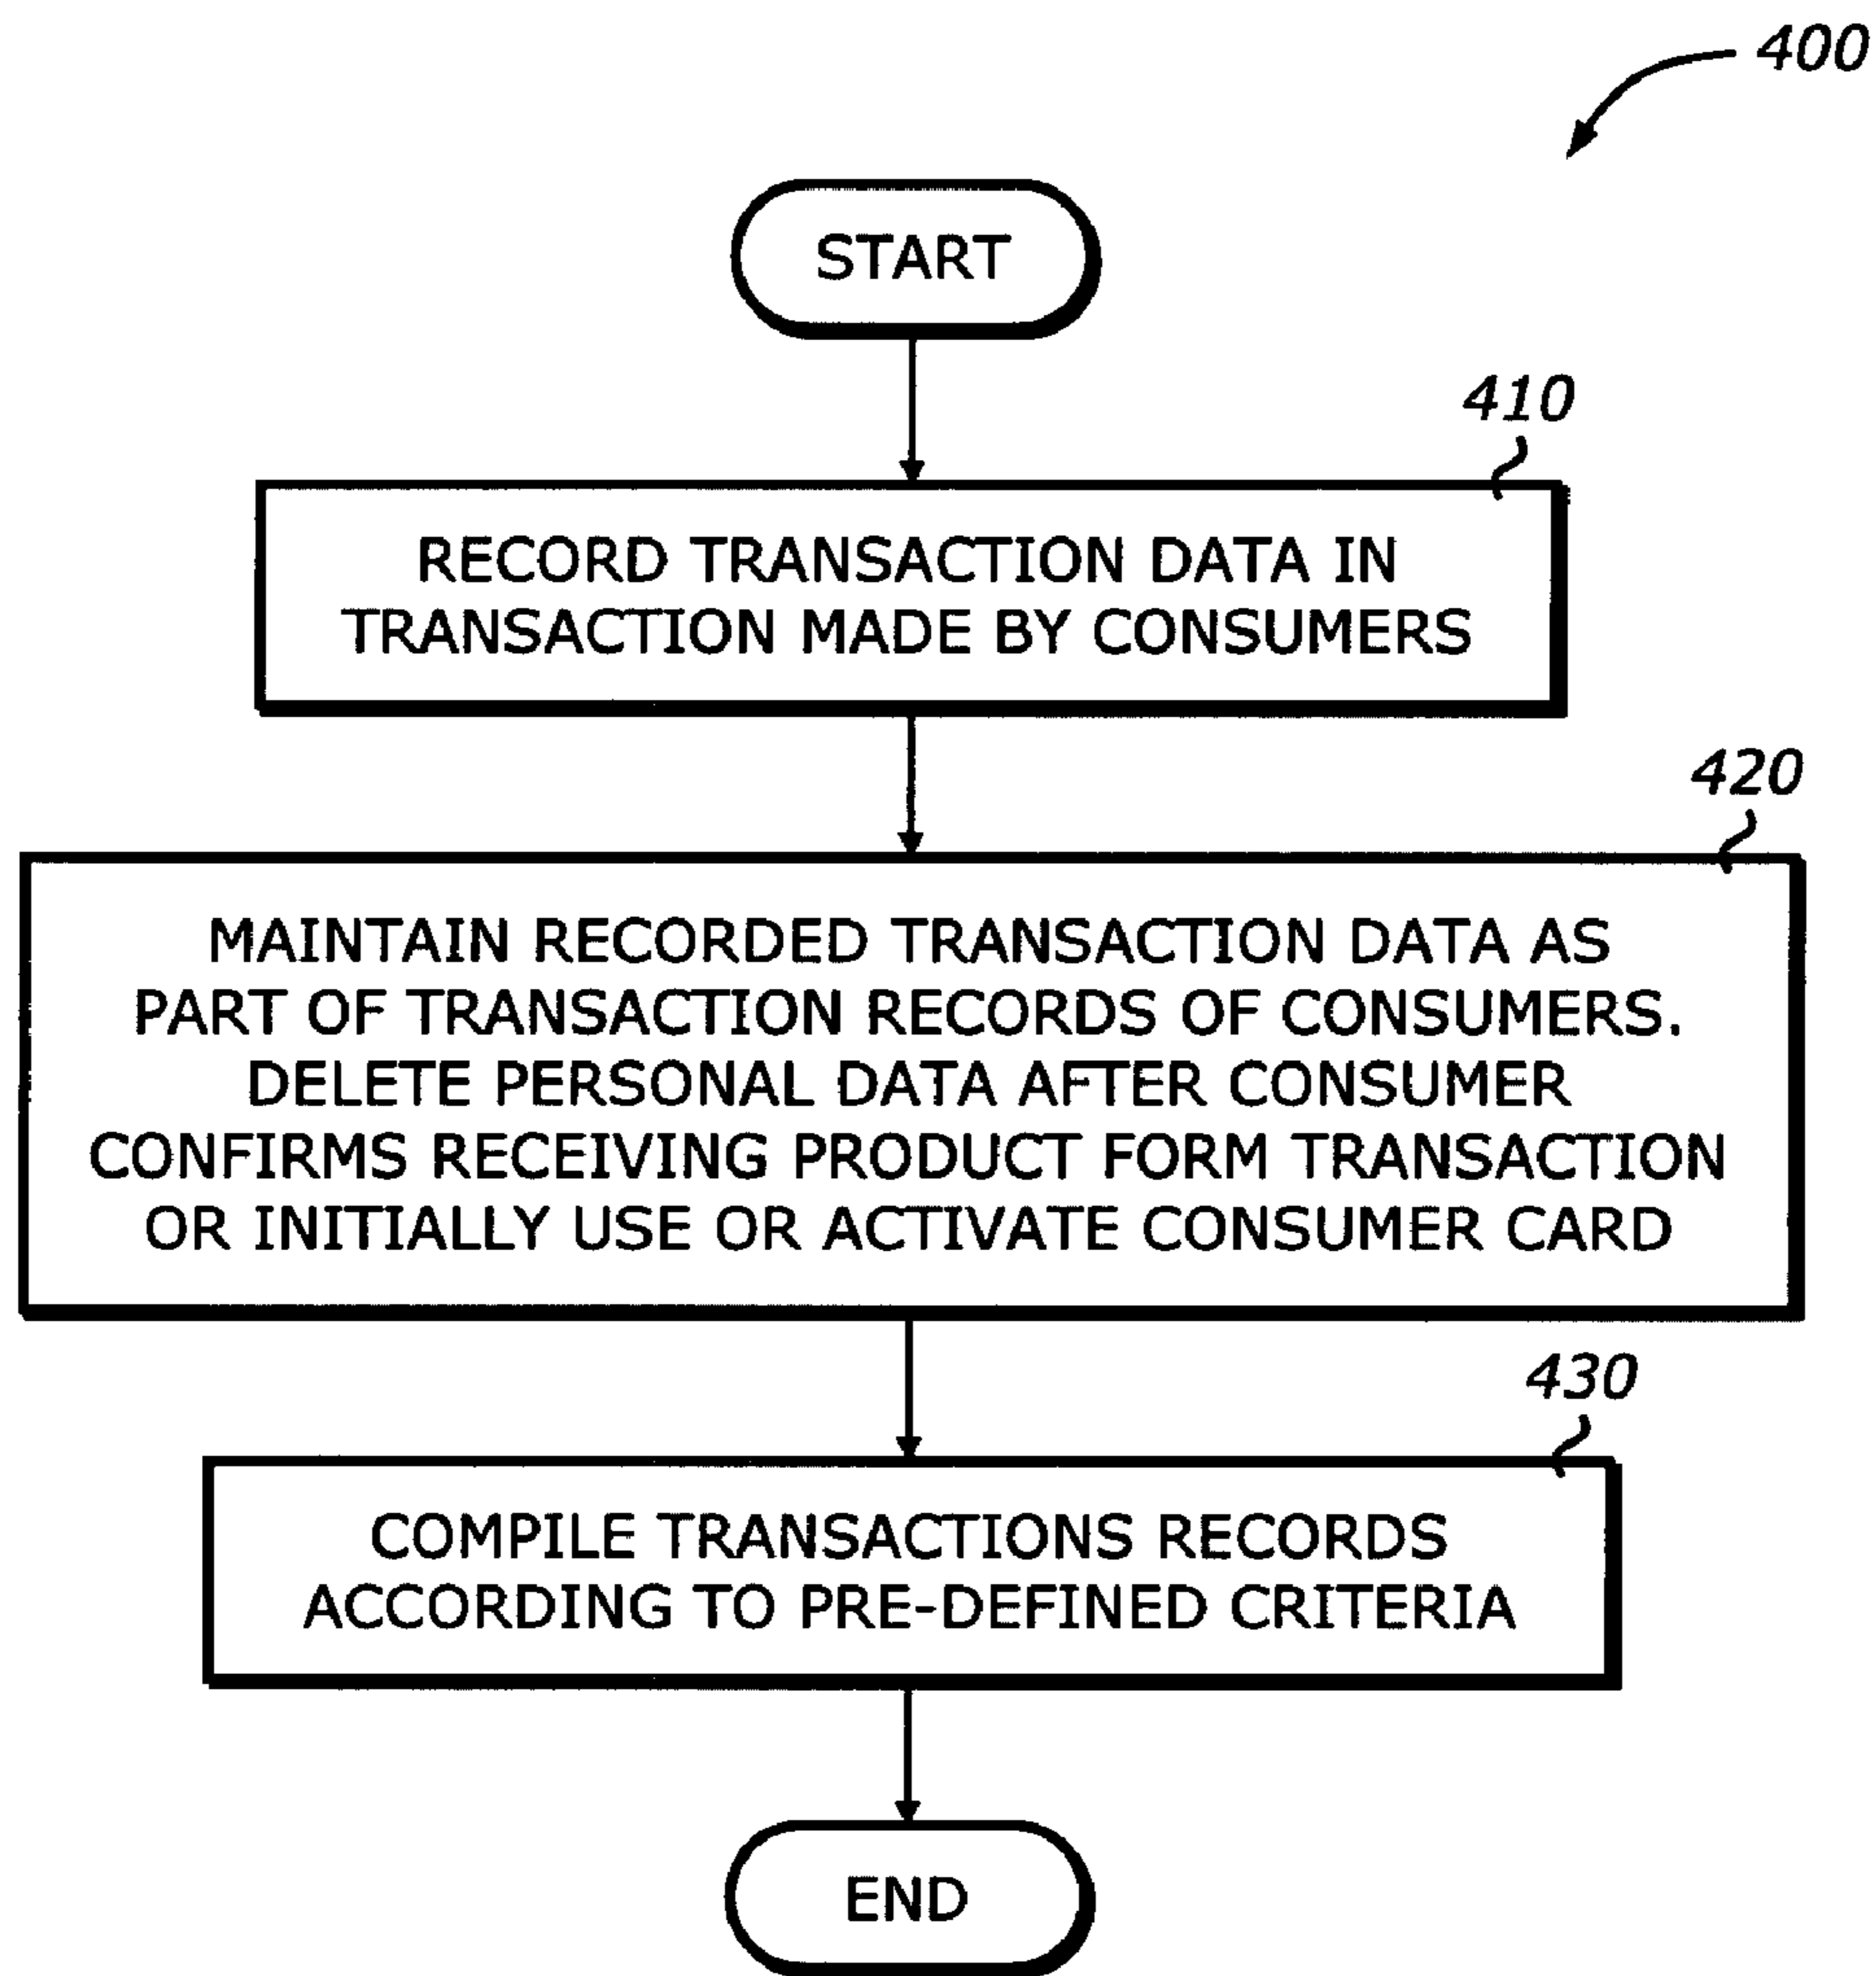 400
START
410
RECORD TRANSACTION DATA IN
TRANSACTION MADE BY CONSUMERS
420
MAINTAIN RECORDED TRANSACTION DATA AS
PART OF TRANSACTION RECORDS OF CONSUMERS.
DELETE PERSONAL DATA AFTER CONSUMER
CONFIRMS RECEIVING PRODUCT FORM TRANSACTION
OR INITIALLY USE OR ACTIVATE CONSUMER CARD
430
COMPILE TRANSACTIONS RECORDS
ACCORDING TO PRE-DEFINED CRITERIA
END